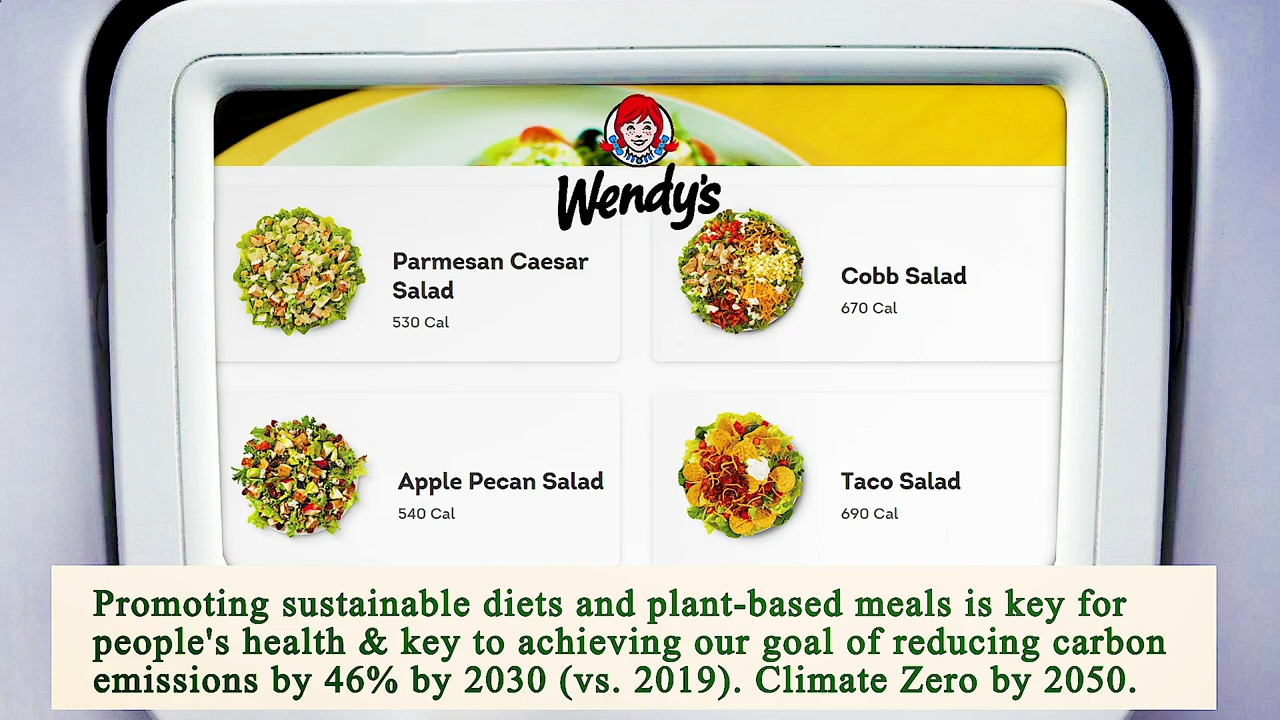 Wendy's
Parmesan Caesar
Salad
530 Cal
Cobb Salad
670 Cal
Apple Pecan Salad
540 Cal
Taco Salad
690 Cal
Promoting sustainable diets and plant-based meals is key for
people's health & key to achieving our goal of reducing carbon
emissions by 46% by 2030 (vs. 2019). Climate Zero by 2050.